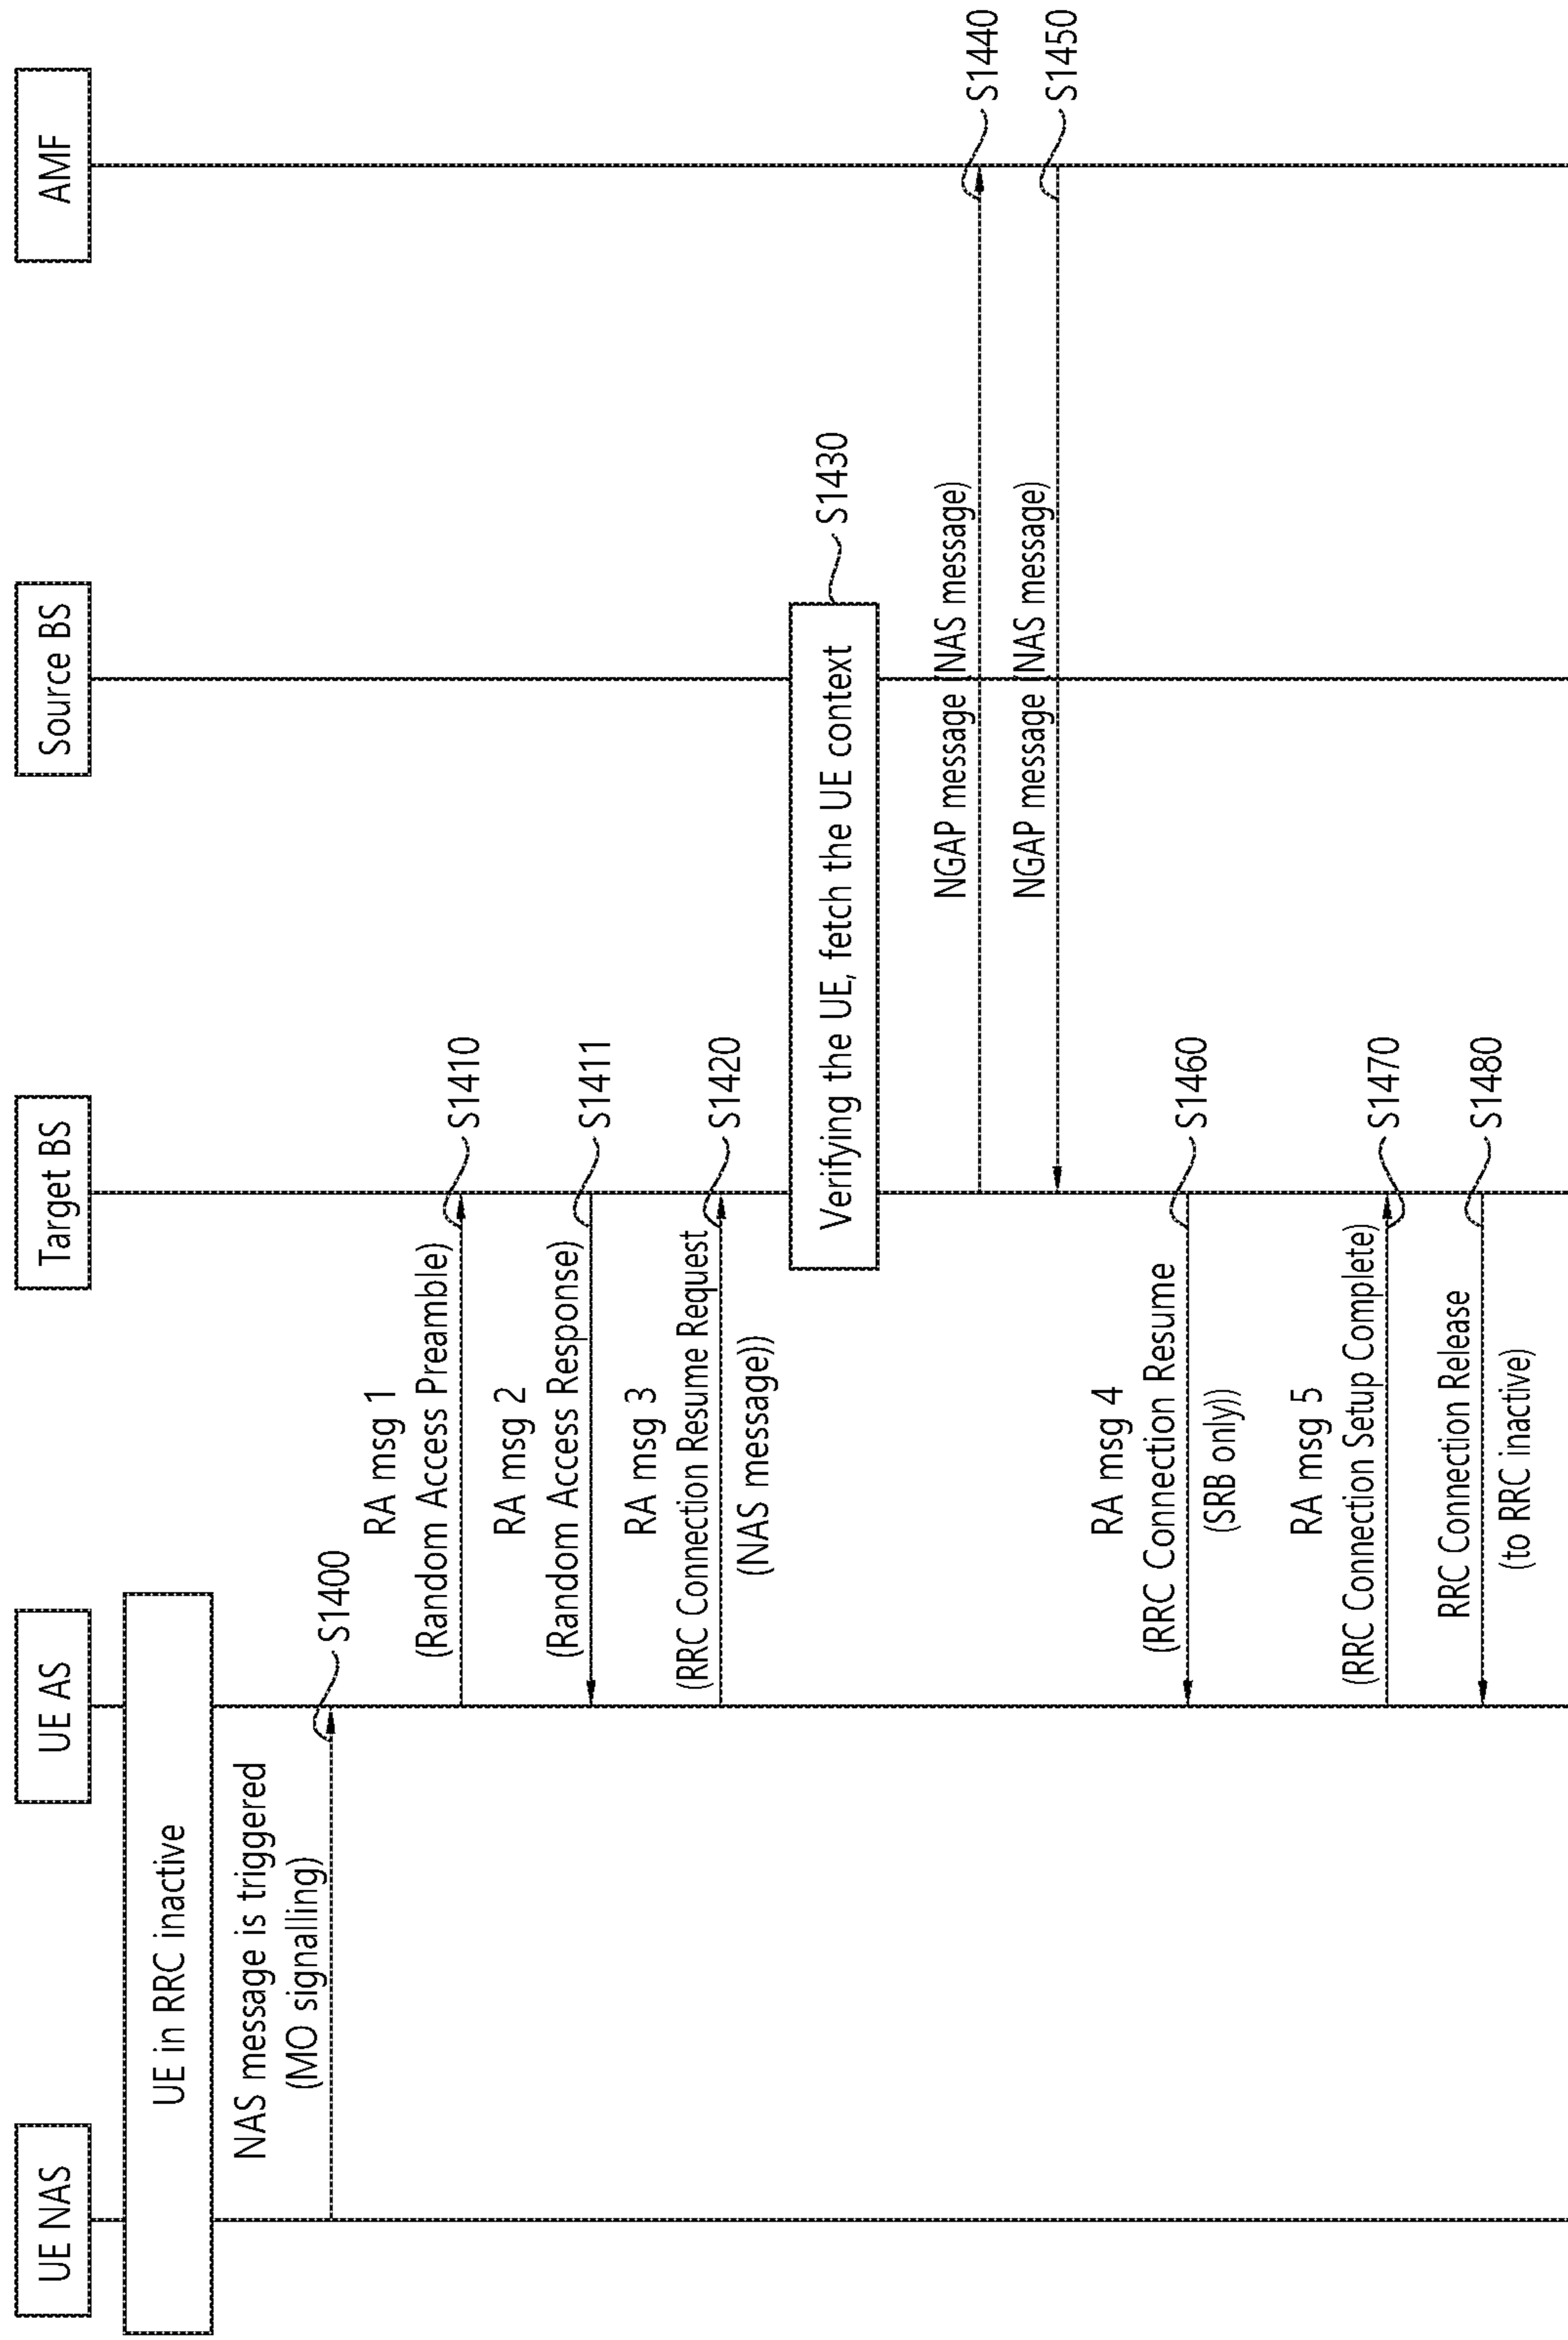 UE NAS
UE AS
Target BS
Source BS
AMF
UE in RRC inactive
NAS message is triggered
(MO signalling)
S1400
RA msg 1
(Random Access Preamble)
S1410
RA msg 2
(Random Access Response)
S1411
RA msg 3
(RRC Connection Resume Request
(NAS message))
S1420
Verifying the UE, fetch the UE context
S1430
NGAP message (NAS message)
S1440
NGAP message (NAS message)
S1450
RA msg 4
(RRC Connection Resume
(SRB only))
S1460
RA msg 5
(RRC Connection Setup Complete)
S1470
RRC Connection Release
(to RRC inactive)
S1480